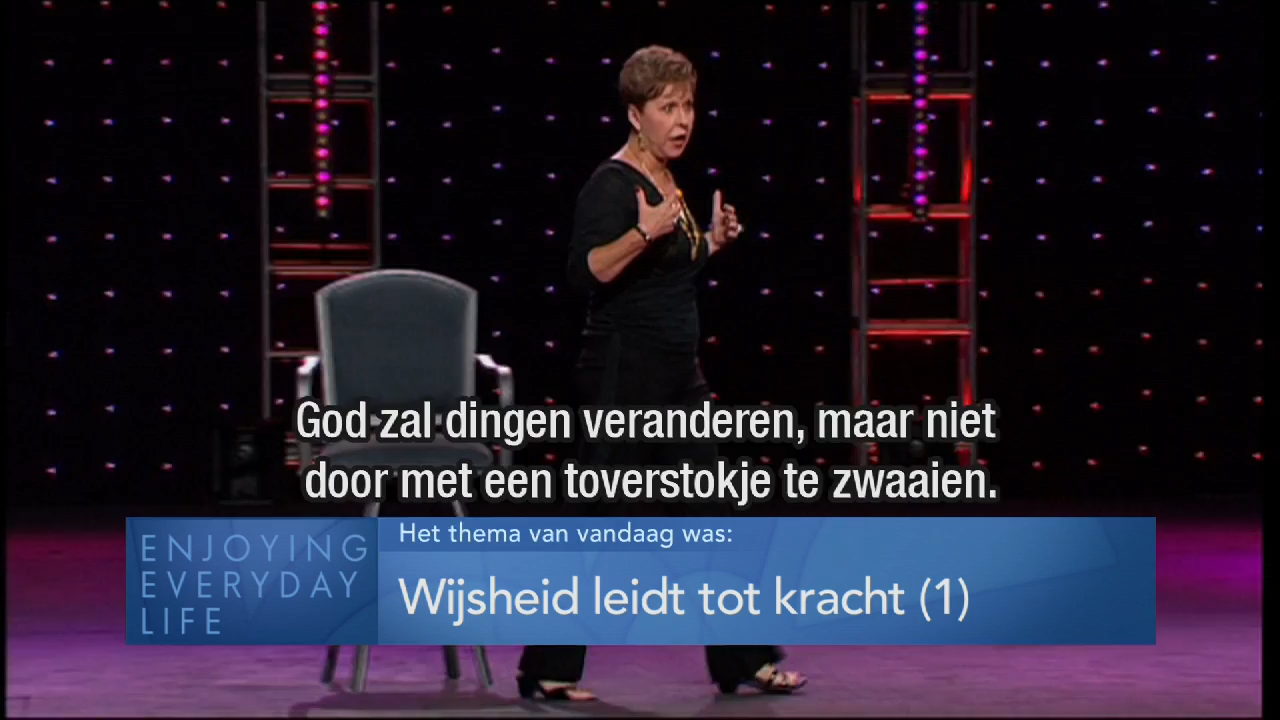 God zal dingen veranderen, maar niet
door met een toverstokje te zwaaien.
ENJOYING
EVERYDAY
LIFE
Het thema van vandaag was:
Wijsheid leidt tot kracht (1)